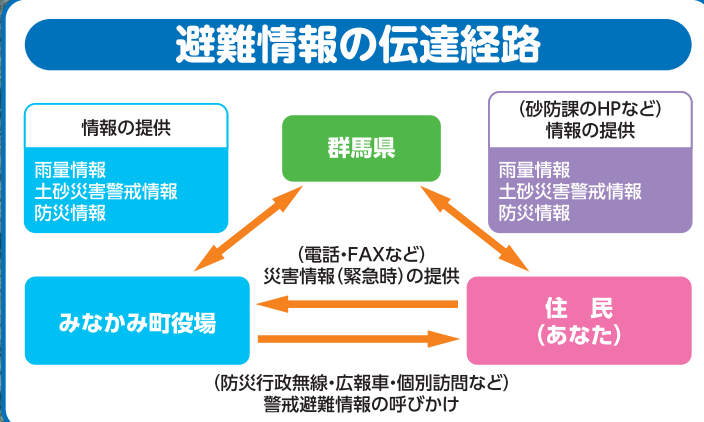 避難情報の伝達経路
情報の提供
雨量情報
土砂災害警戒情報
防災情報
群馬県
(砂防課のHPなど)
情報の提供
雨量情報
土砂災害警戒情報
防災情報
(電話・FAXなど)
災害情報(緊急時)の提供
みなかみ町役場
住 民
(あなた)
(防災行政無線・広報車・個別訪問など)
警戒避難情報の呼びかけ